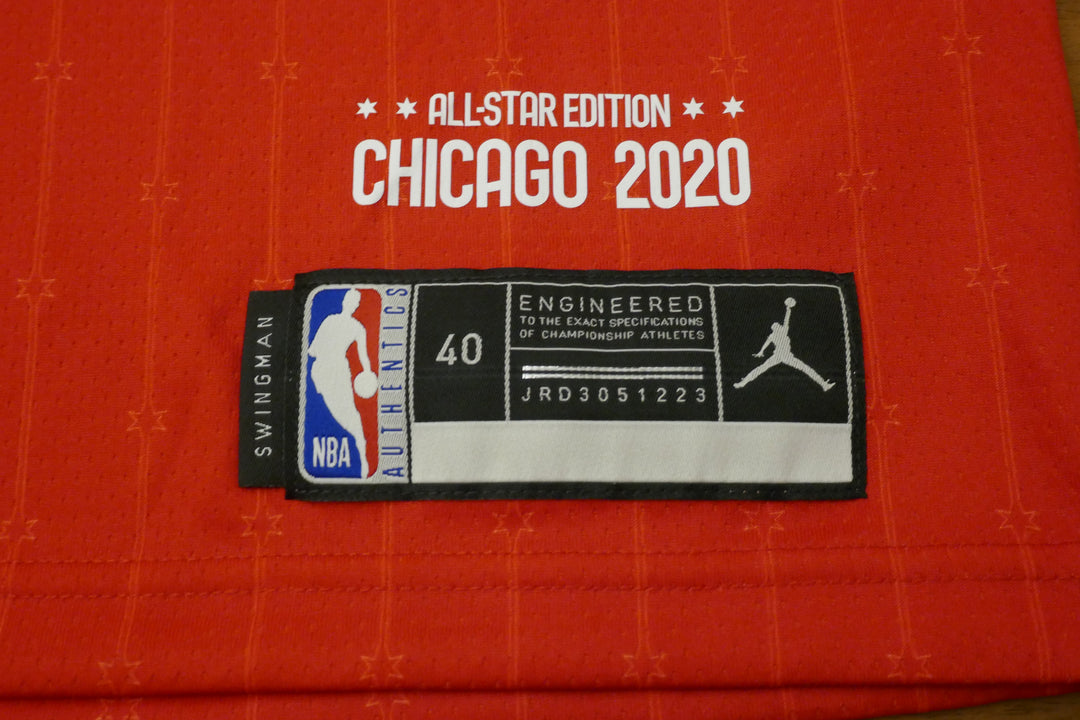 ALL-STAR EDITION
CHICAGO 2020
SWINGMAN
NBA
AUTHENTICS
40
ENGINEERED
TO THE EXACT SPECIFICATIONS
OF CHAMPIONSHIP ATHLETES
JRD3051223